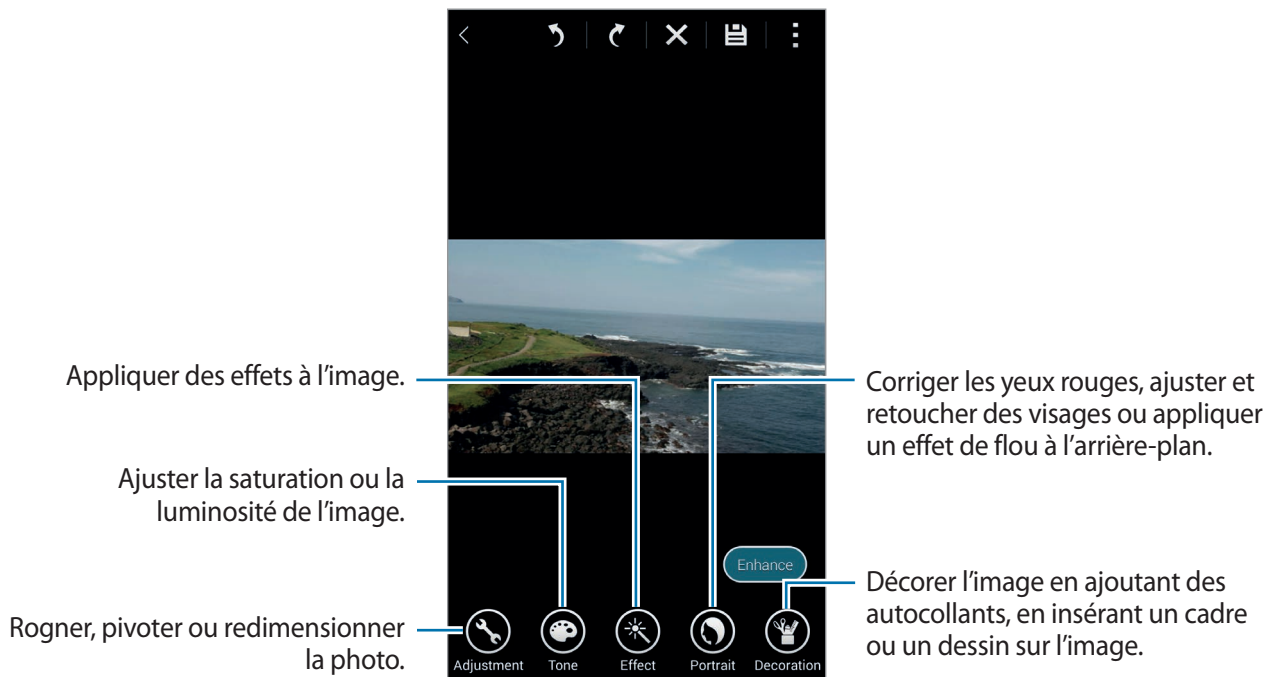 Appliquer des effets à l'image.
Ajuster la saturation ou la
luminosité de l'image.
Rogner, pivoter ou redimensionner
la photo.
Corriger les yeux rouges, ajuster et
retoucher des visages ou appliquer
un effet de flou à l'arrière-plan.
Enhance
Décorer l'image en ajoutant des
autocollants, en insérant un cadre
ou un dessin sur l'image.
Adjustment
Tone
Effect
Portrait
Decoration